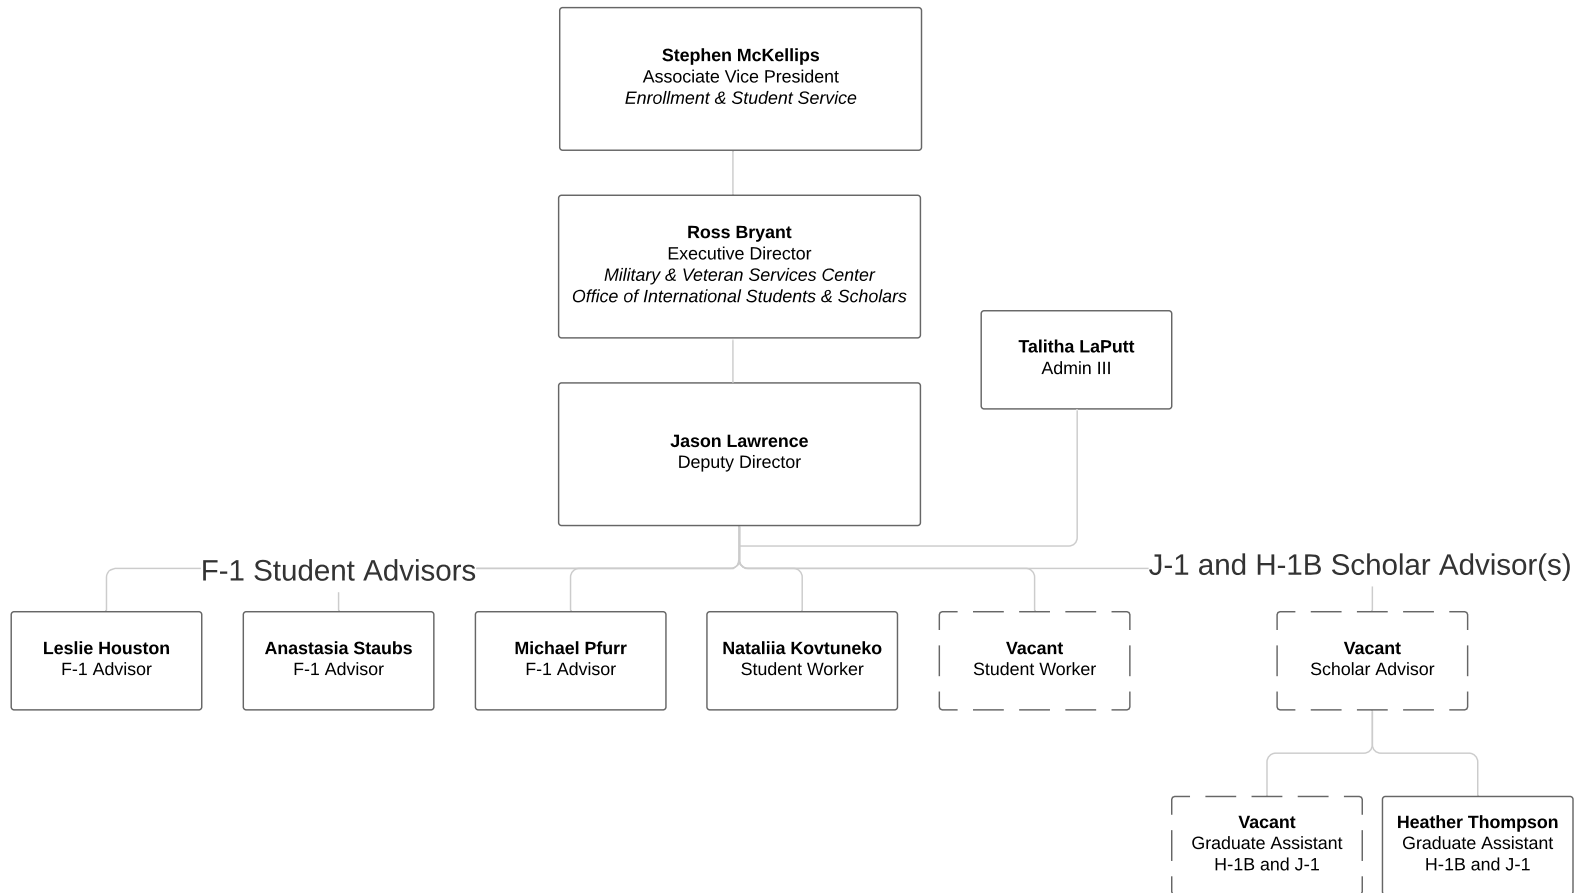 Stephen McKellips
Associate Vice President
Enrollment & Student Service
Ross Bryant
Executive Director
Military & Veteran Services Center
Office of International Students & Scholars
Talitha LaPutt
Admin III
Jason Lawrence
Deputy Director
F-1 Student Advisors
J-1 and H-1B Scholar Advisor(s)
Leslie Houston
F-1 Advisor
Anastasia Staubs
F-1 Advisor
Michael Pfurr
F-1 Advisor
Nataliia Kovtuneko
Student Worker
Vacant
Student Worker
Vacant
Scholar Advisor
Vacant
Graduate Assistant
H-1B and J-1
Heather Thompson
Graduate Assistant
H-1B and J-1